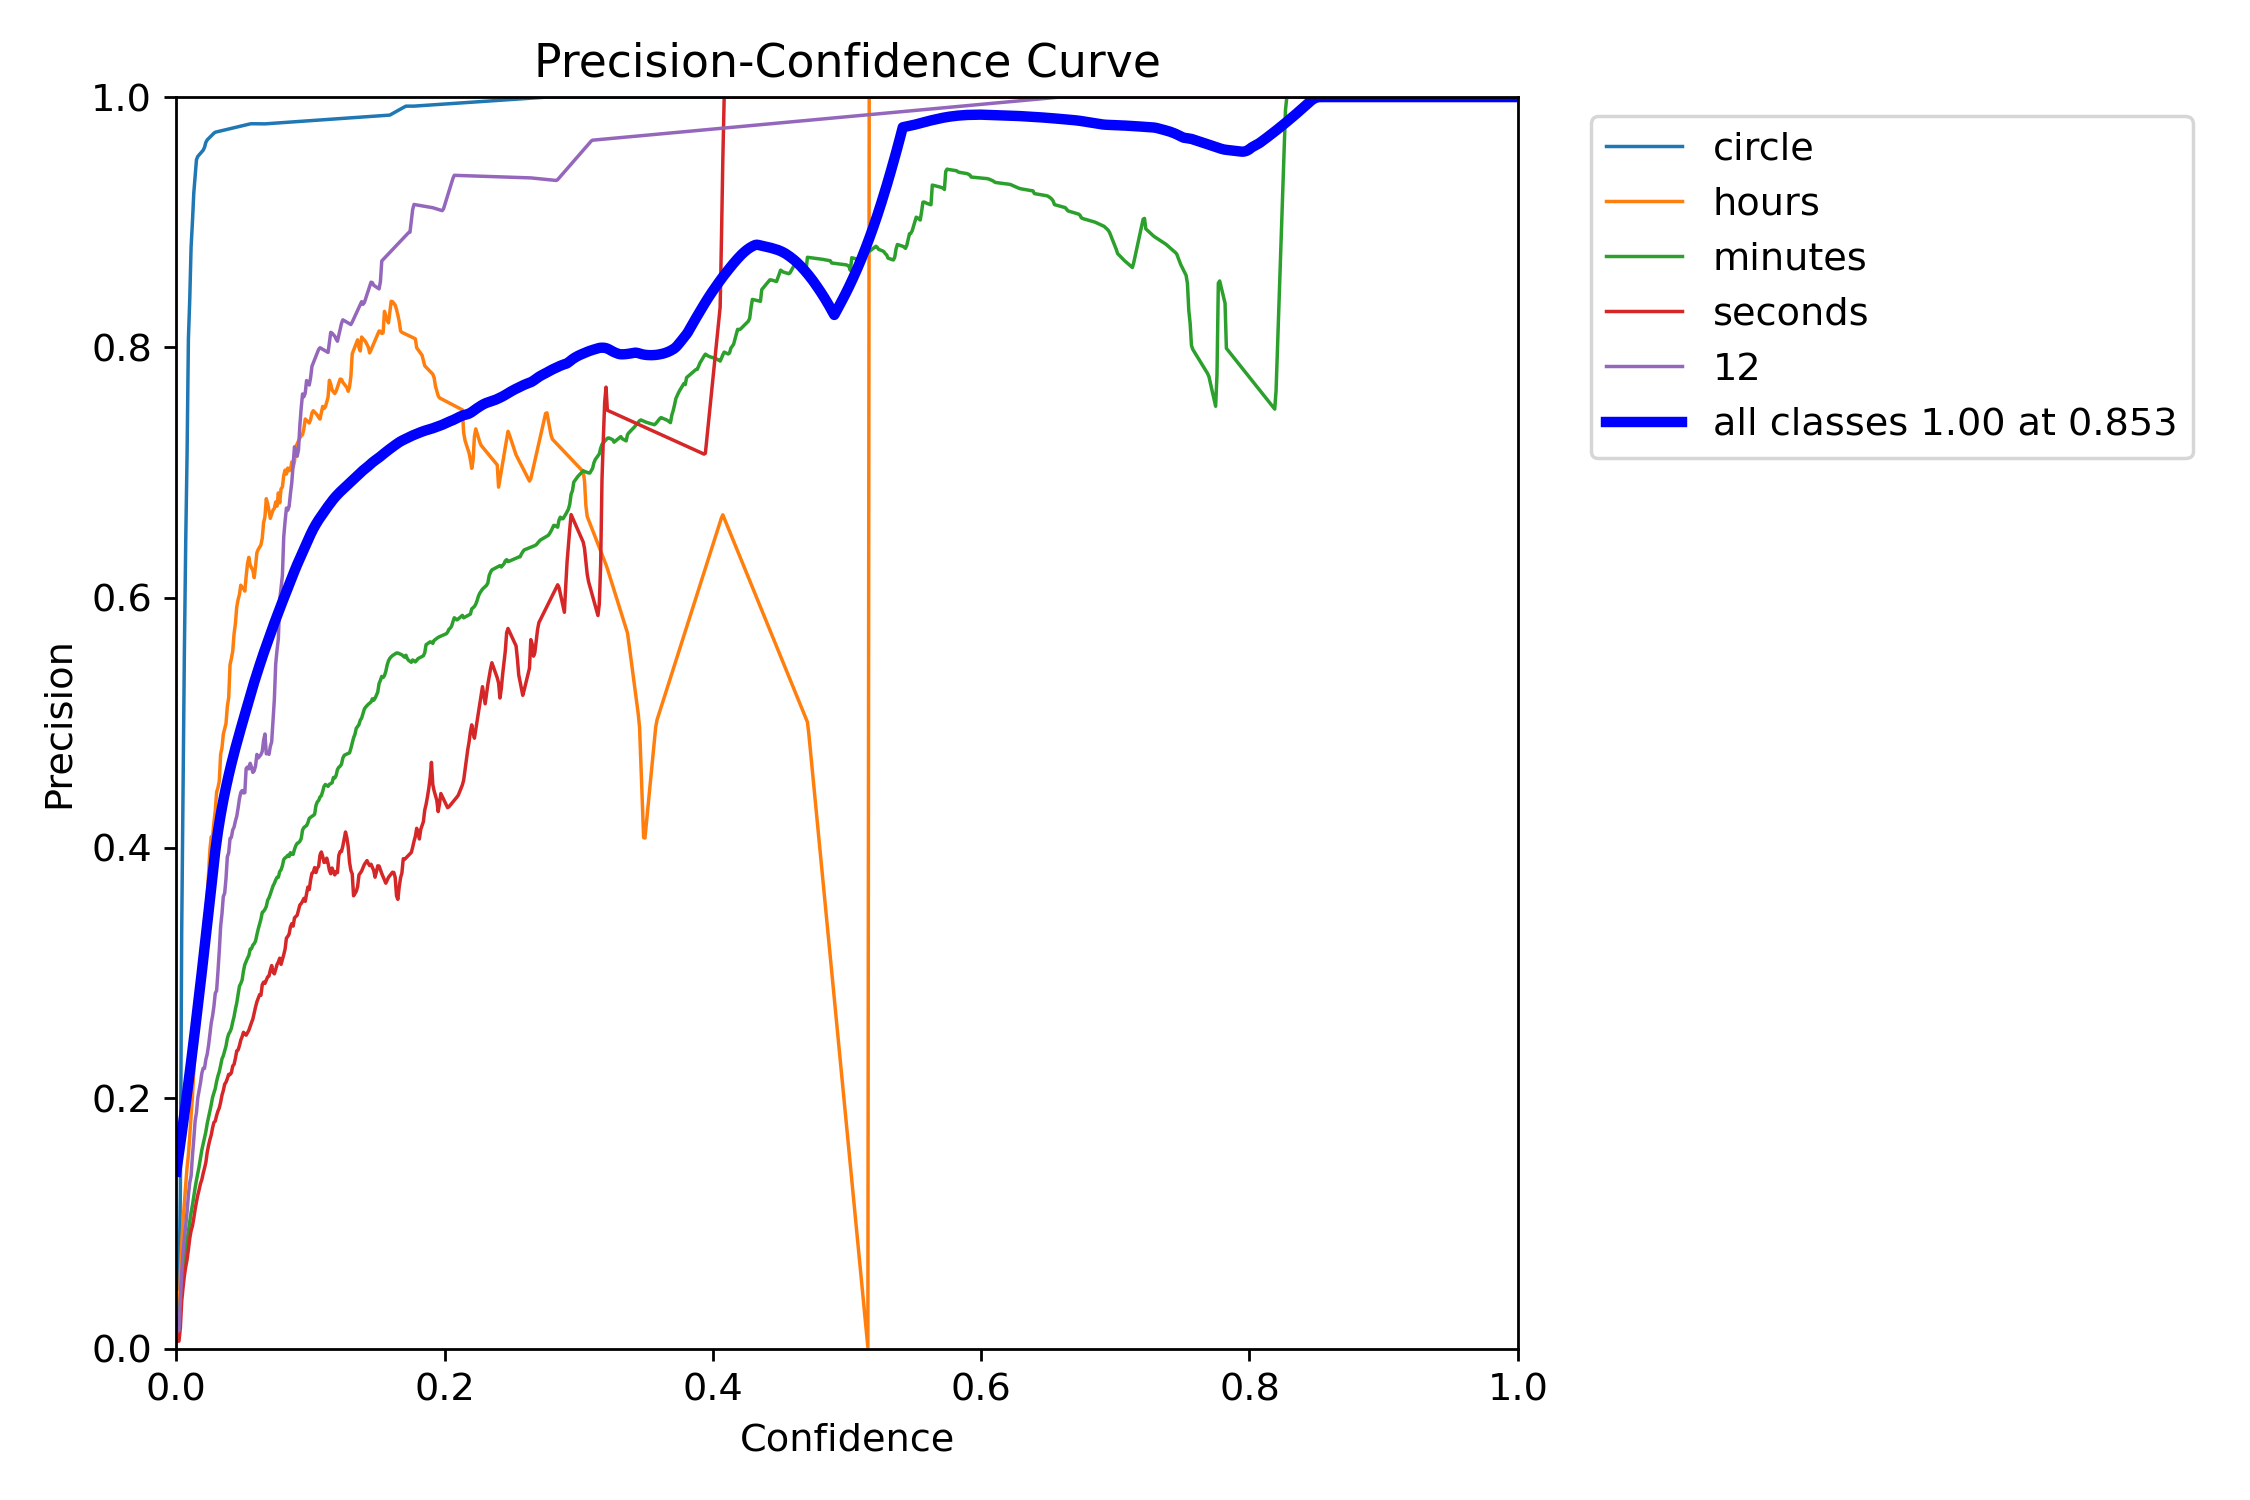 Precision-Confidence Curve
1.0
0.8
0.6
0.4
0.2
0.0
Precision
0.0 0.2 0.4 0.6 0.8 1.0
Confidence
circle
hours
minutes
seconds
12
all classes 1.00 at 0.853